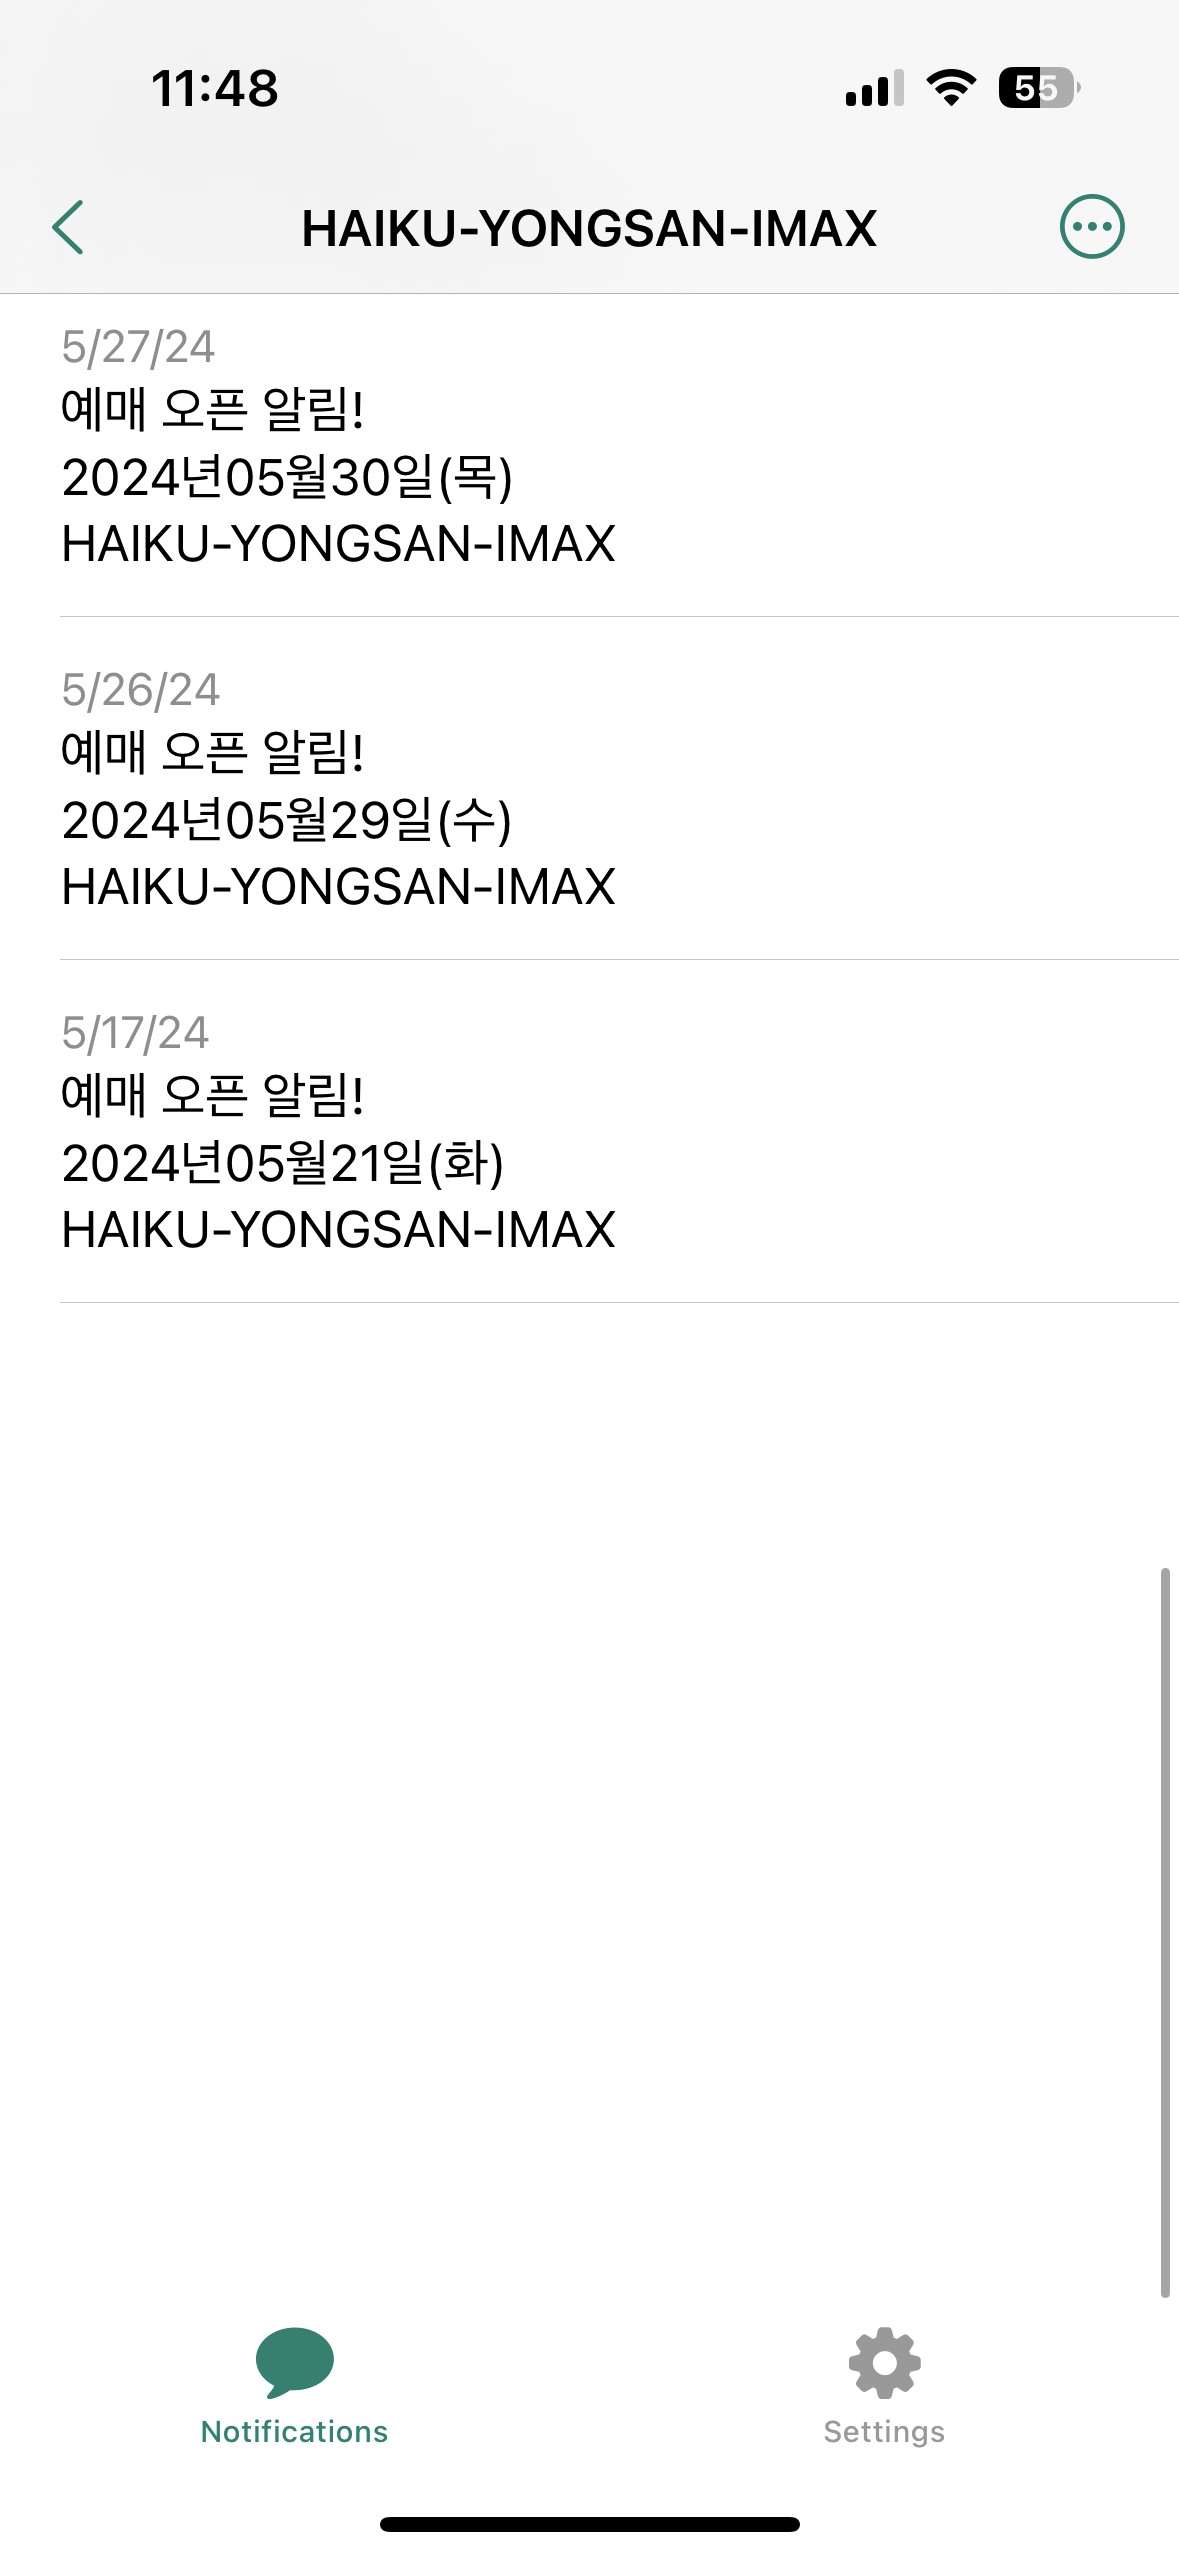 11:48
55
HAIKU-YONGSAN-IMAX
5/27/24
예매 오픈 알림!
2024년05월30일(목)
HAIKU-YONGSAN-IMAX
5/26/24
예매 오픈 알림!
2024년05월29일(수)
HAIKU-YONGSAN-IMAX
5/17/24
예매 오픈 알림!
2024년05월21일(화)
HAIKU-YONGSAN-IMAX
Notifications
Settings